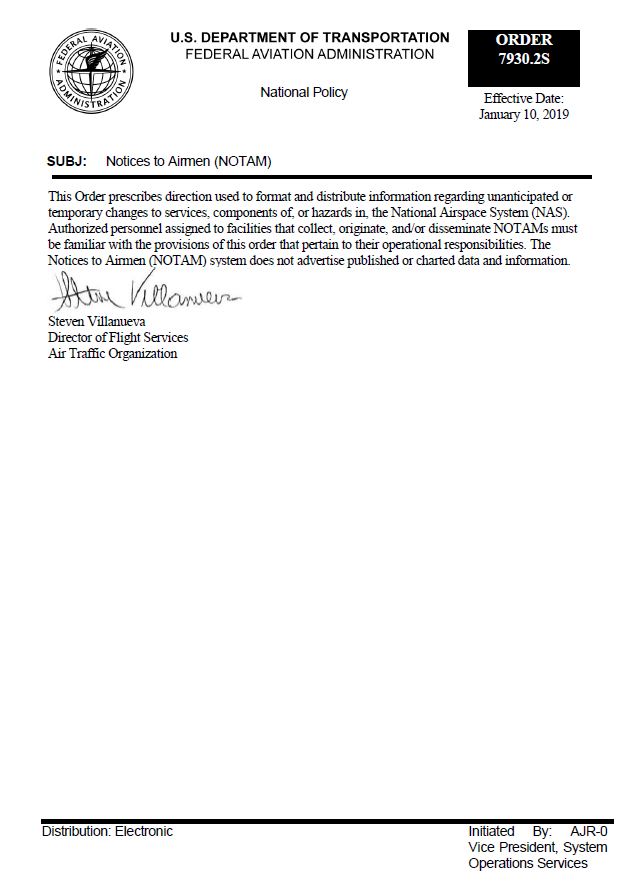 FEDERAL AVIATION
ADMINISTRATION
U.S. DEPARTMENT OF TRANSPORTATION
FEDERAL AVIATION ADMINISTRATION
National Policy
ORDER
7930.2S
Effective Date:
January 10, 2019
SUBJ: Notices to Airmen (NOTAM)
This Order prescribes direction used to format and distribute information regarding unanticipated or
temporary changes to services, components of, or hazards in, the National Airspace System (NAS).
Authorized personnel assigned to facilities that collect, originate, and/or disseminate NOTAMs must
be familiar with the provisions of this order that pertain to their operational responsibilities. The
Notices to Airmen (NOTAM) system does not advertise published or charted data and information.
Steven Villanueva
Steven Villanueva
Director of Flight Services
Air Traffic Organization
Distribution: Electronic
Initiated By: AJR-0
Vice President, System
Operations Services